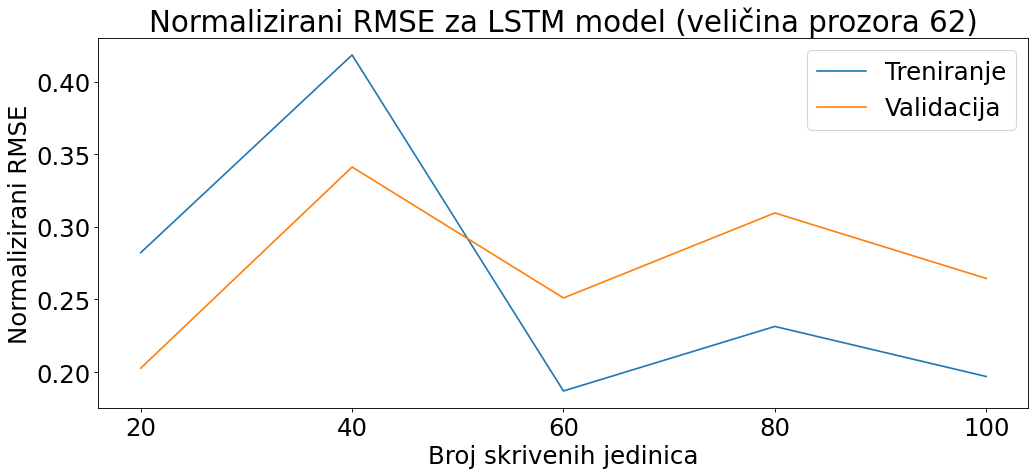 Normalizirani RMSE za LSTM model (veličina prozora 62)
Normalizirani RMSE
0.40
0.35
0.30
0.25
0.20
Treniranje
Validacija
20 40 60 80 100
Broj skrivenih jedinica